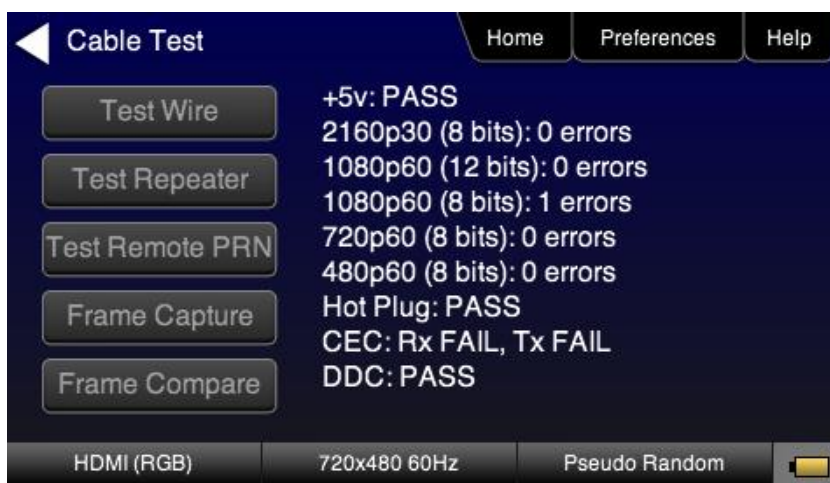 Cable Test
Home
Preferences
Help
Test Wire
Test Repeater
Test Remote PRN
Frame Capture
Frame Compare
+5v: PASS
2160p30 (8 bits): 0 errors
1080p60 (12 bits): 0 errors
1080p60 (8 bits): 1 errors
720p60 (8 bits): 0 errors
480p60 (8 bits): 0 errors
Hot Plug: PASS
CEC: Rx FAIL, Tx FAIL
DDC: PASS
HDMI (RGB)
720x480 60Hz
Pseudo Random